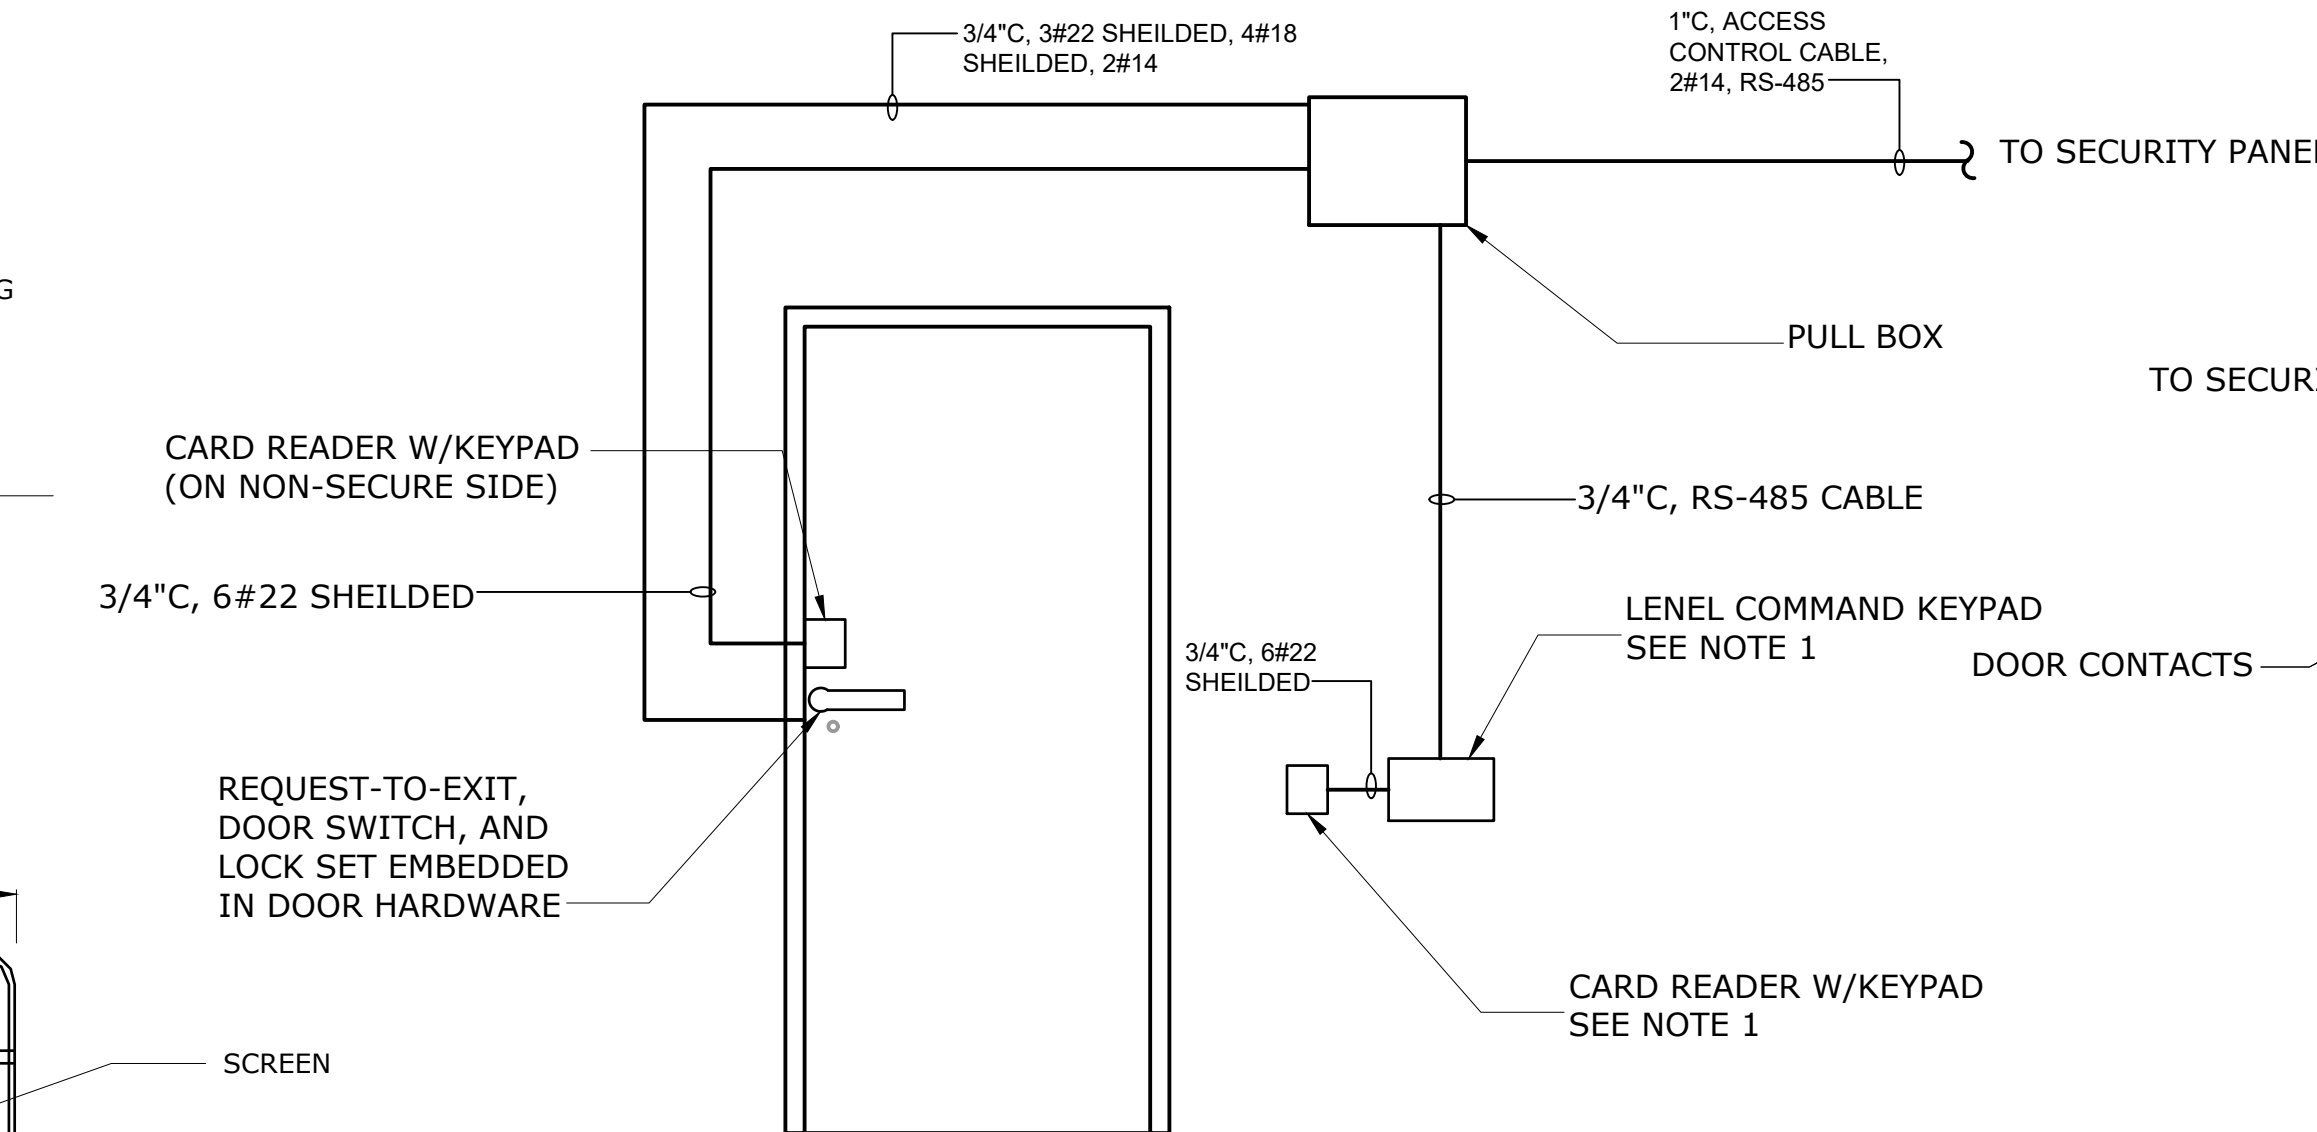 3/4"C, 3#22 SHEILDED, 4#18
SHEILDED, 2#14
1"C, ACCESS
CONTROL CABLE,
2#14, RS-485
TO SECURITY PANEL
G
PULL BOX
TO SECURI
CARD READER W/KEYPAD
(ON NON-SECURE SIDE)
3/4"C, RS-485 CABLE
3/4"C, 6#22 SHEILDED
LENEL COMMAND KEYPAD
SEE NOTE 1
3/4"C, 6#22
SHEILDED
DOOR CONTACTS
REQUEST-TO-EXIT,
DOOR SWITCH, AND
LOCK SET EMBEDDED
IN DOOR HARDWARE
CARD READER W/KEYPAD
SEE NOTE 1
SCREEN